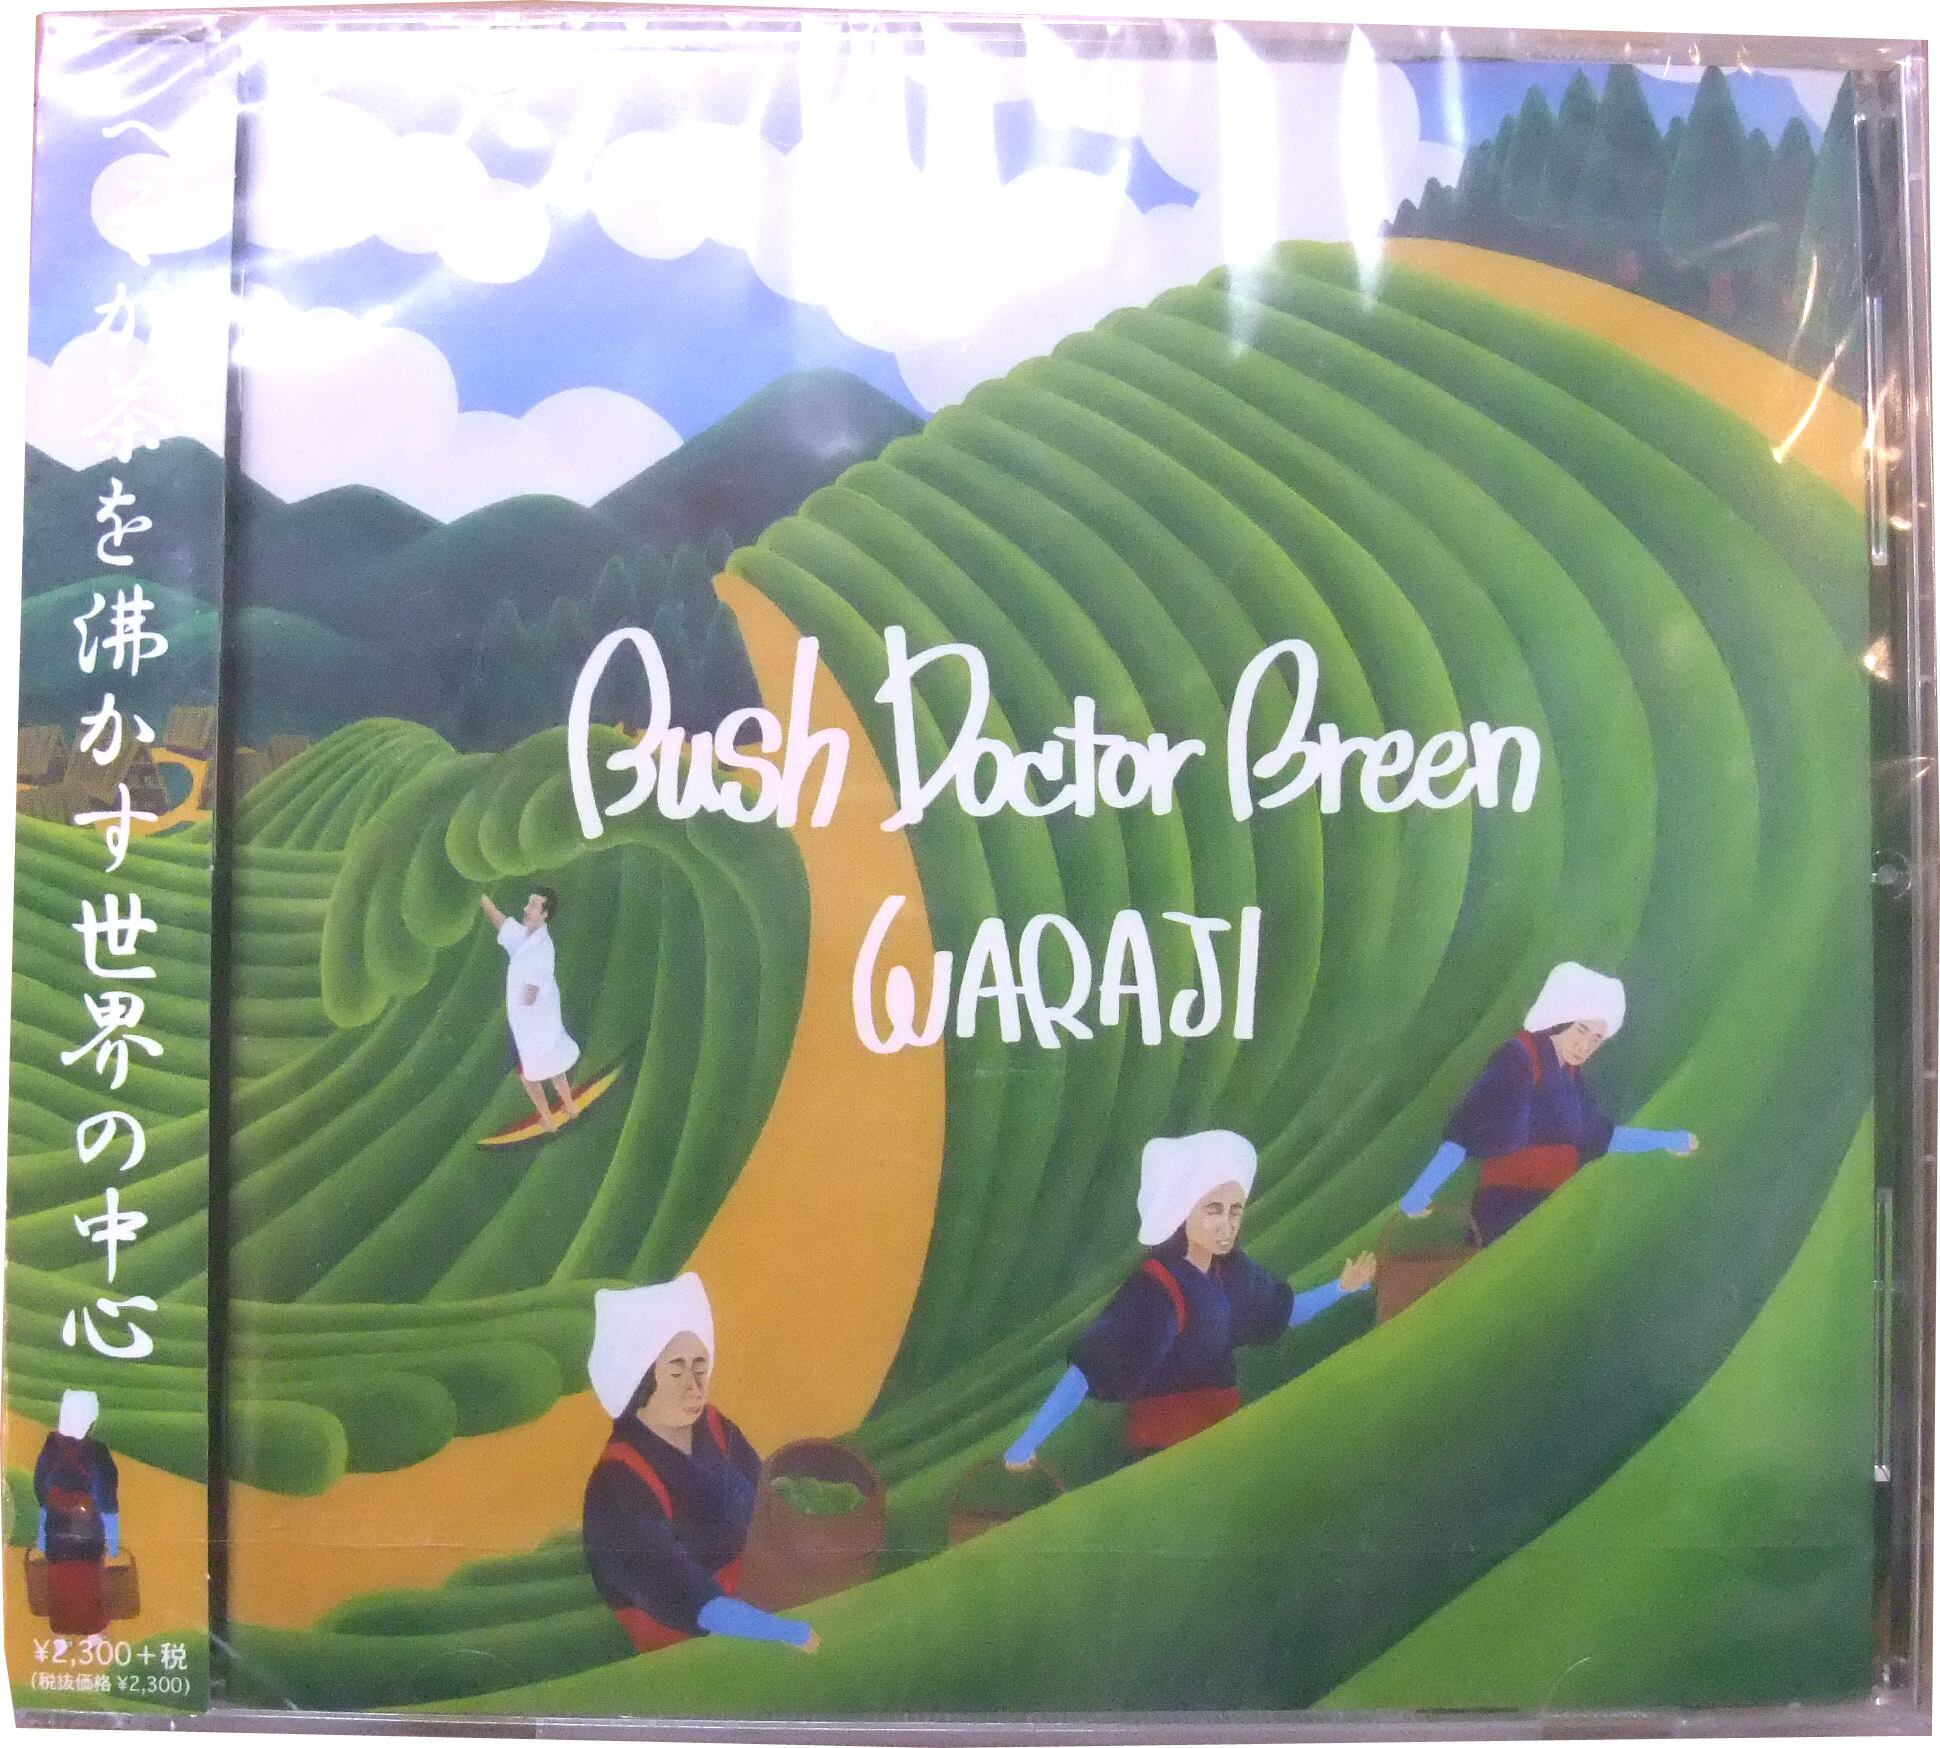 へそが茶を沸かす世界の中心
¥2,300+税
(税抜価格 ¥2,300)
Bush Doctor Breen
WARAJI